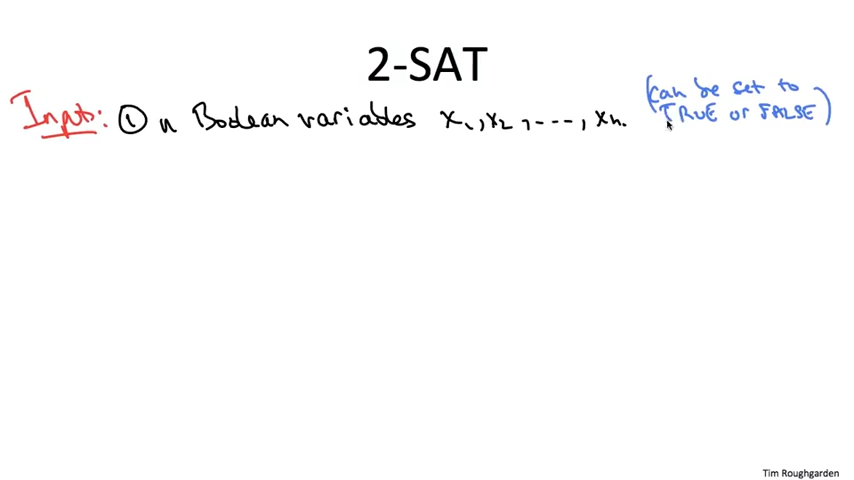 2-SAT
Input: ① n Boolean variables x₁, x₂, ----, xₙ.
(can be set to
TRUE or FALSE)
Tim Roughgarden